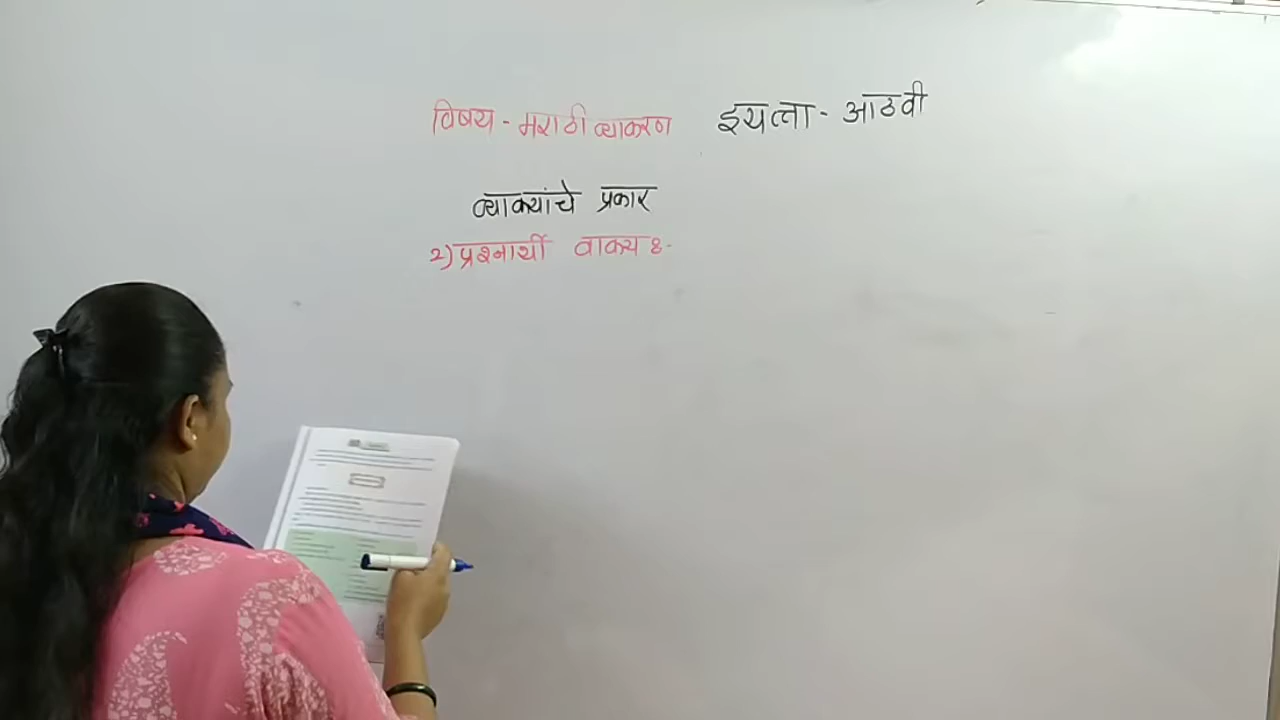 विषय - मराठी व्याकरण इयत्ता - आठवी
व्याक्यांचे प्रकार
२) प्रश्नार्थी वाक्य :-